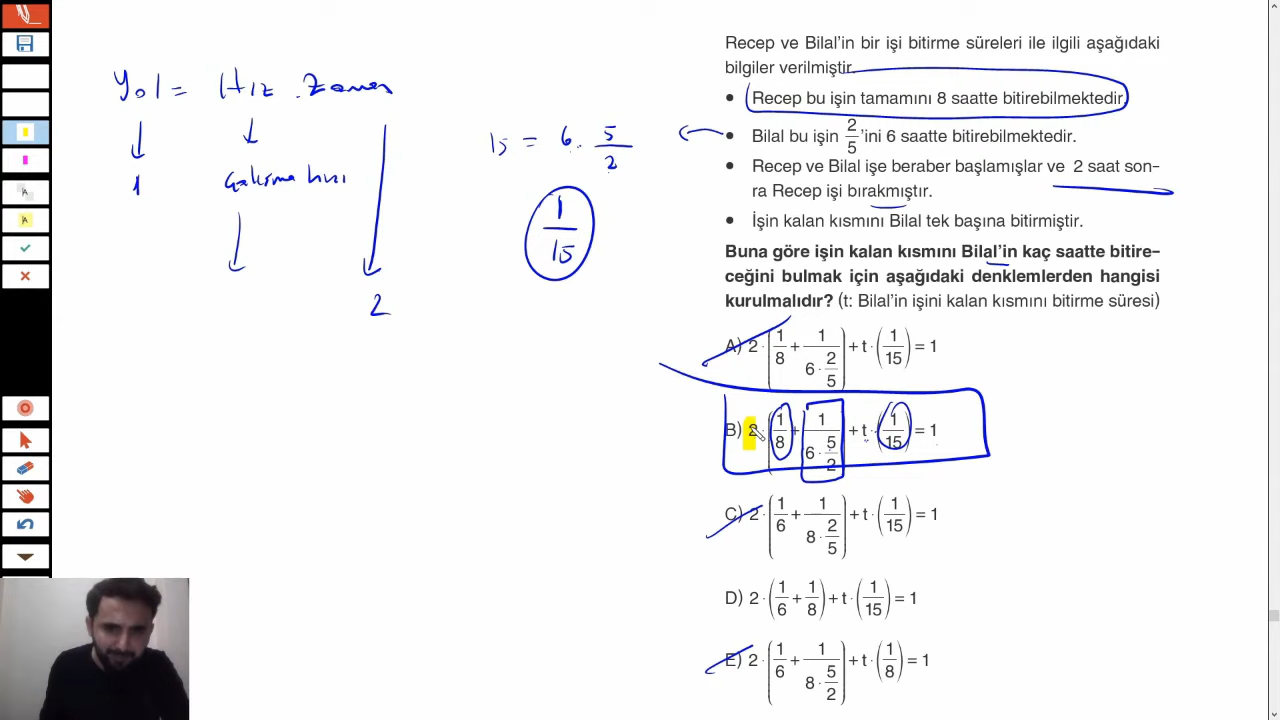 Yol = Hız . Zaman
1
çalışma hızı
2
15 = 6 . 5/2
1/15
Recep ve Bilal'in bir işi bitirme süreleri ile ilgili aşağıdaki
bilgiler verilmiştir.
• Recep bu işin tamamını 8 saatte bitirebilmektedir.
• Bilal bu işin 2/5 'ini 6 saatte bitirebilmektedir.
• Recep ve Bilal işe beraber başlamışlar ve 2 saat son-
ra Recep işi bırakmıştır.
• İşin kalan kısmını Bilal tek başına bitirmiştir.
Buna göre işin kalan kısmını Bilal'in kaç saatte bitire-
ceğini bulmak için aşağıdaki denklemlerden hangisi
kurulmalıdır? (t: Bilal'in işini kalan kısmını bitirme süresi)
A) 2 · (1/8 + 1/(6 · 2/5)) + t · (1/15) = 1
B) 2 · (1/8 + 1/(6 · 5/2)) + t · (1/15) = 1
C) 2 · (1/6 + 1/(8 · 2/5)) + t · (1/15) = 1
D) 2 · (1/6 + 1/8) + t · (1/15) = 1
E) 2 · (1/6 + 1/(8 · 5/2)) + t · (1/8) = 1